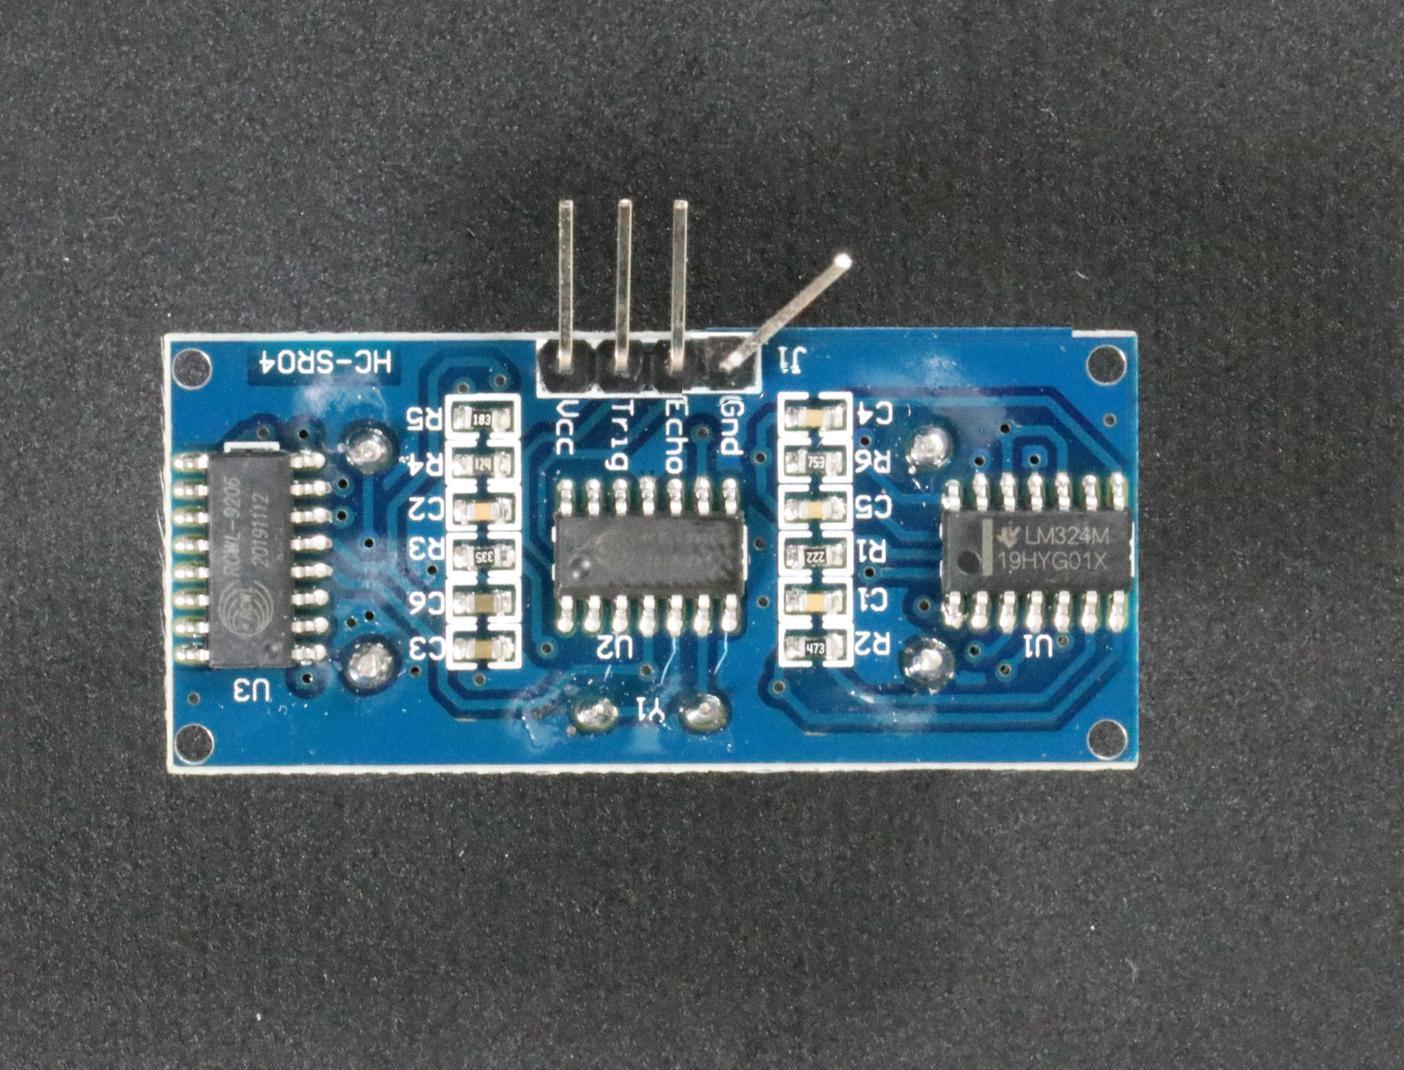 HC-SR04
J1
Vcc
Trig
Echo
Gnd
R5
103
R4
124
C2
R3
335
C6
C3
C4
R6
753
C5
R1
222
C1
R2
473
RCWL-9206
20191112
U3
U2
Y1
LM324M
19HYG01X
U1